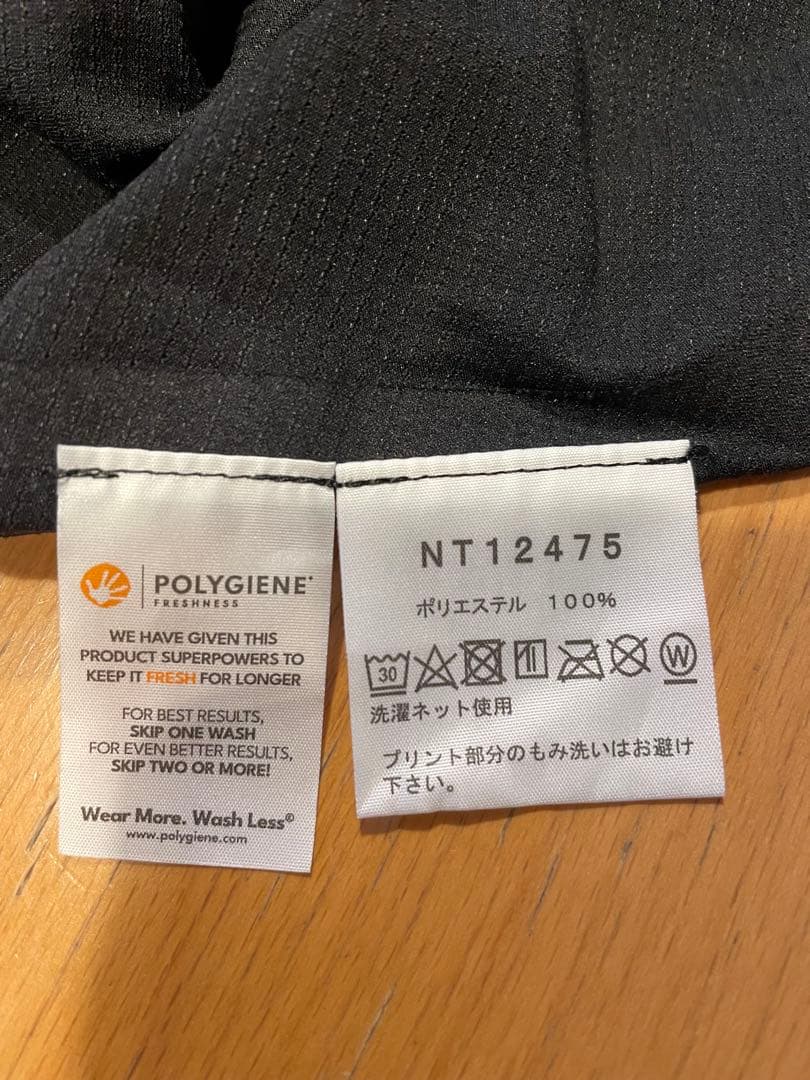 POLYGIENE®
FRESHNESS
WE HAVE GIVEN THIS
PRODUCT SUPERPOWERS TO
KEEP IT FRESH FOR LONGER
FOR BEST RESULTS,
SKIP ONE WASH
FOR EVEN BETTER RESULTS,
SKIP TWO OR MORE!
Wear More. Wash Less®
www.polygiene.com
NT12475
ポリエステル 100%
30 W
洗濯ネット使用
プリント部分のもみ洗いはお避け
下さい。